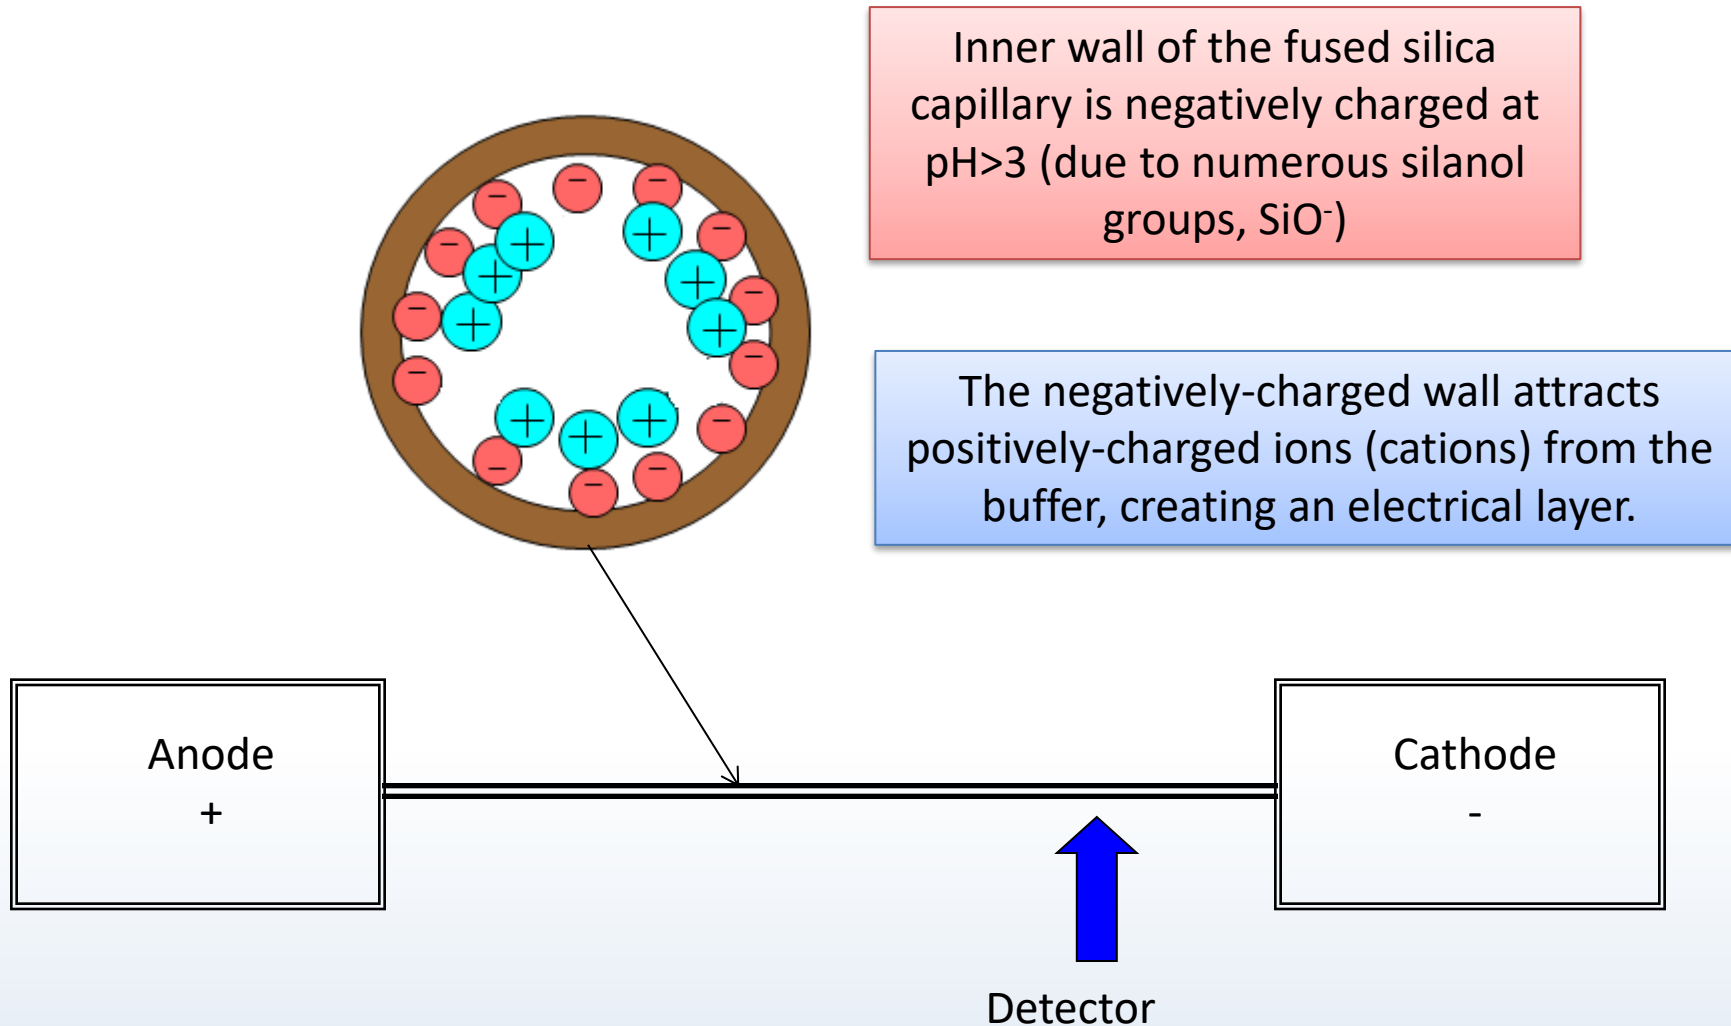 Inner wall of the fused silica
capillary is negatively charged at
pH>3 (due to numerous silanol
groups, SiO⁻)
− − −
− + + −
− + + −
− + + −
− −
+ + +
− − − −
The negatively-charged wall attracts
positively-charged ions (cations) from the
buffer, creating an electrical layer.
Anode
+
Cathode
-
Detector